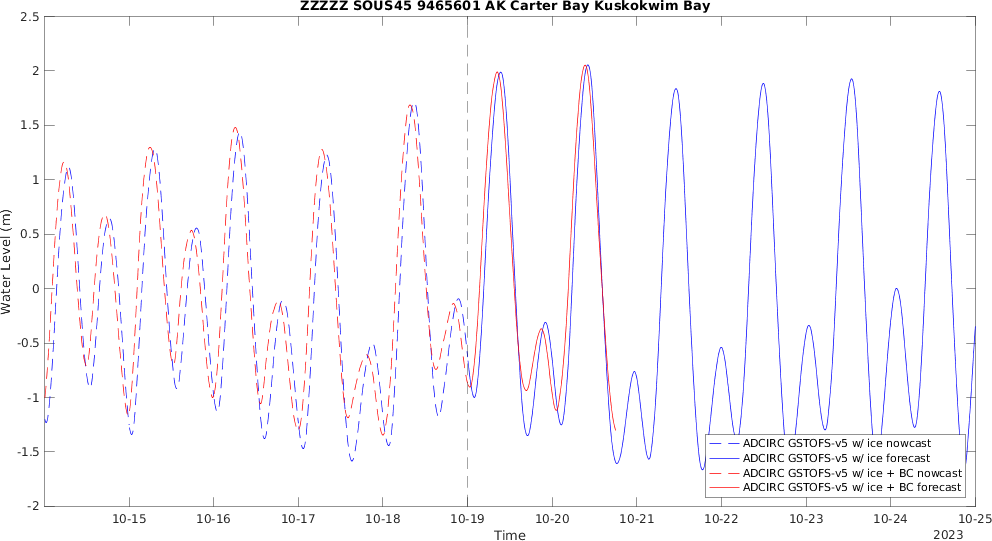 ZZZZZ SOUS45 9465601 AK Carter Bay Kuskokwim Bay
2.5
2
1.5
1
0.5
0
-0.5
-1
-1.5
-2
Water Level (m)
10-15 10-16 10-17 10-18 10-19 10-20 10-21 10-22 10-23 10-24 10-25
Time
2023
ADCIRC GSTOFS-v5 w/ ice nowcast
ADCIRC GSTOFS-v5 w/ ice forecast
ADCIRC GSTOFS-v5 w/ ice + BC nowcast
ADCIRC GSTOFS-v5 w/ ice + BC forecast